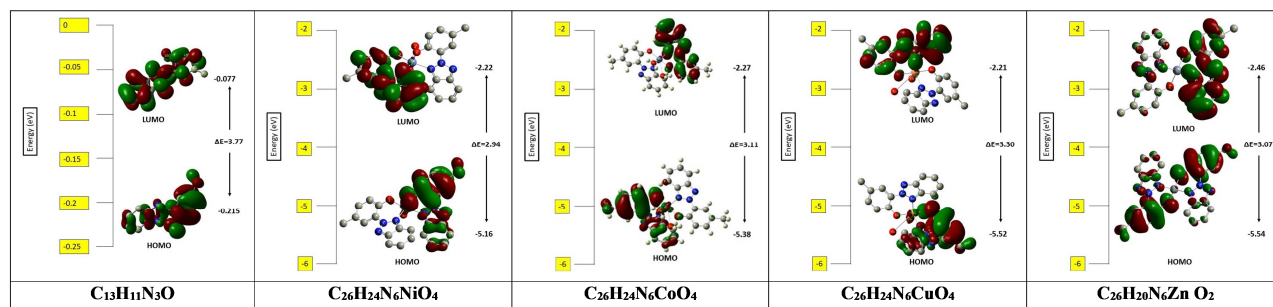 0
-0.05
-0.1
-0.15
-0.2
-0.25
Energy (eV)
LUMO
HOMO
-0.077
ΔE=3.77
-0.215
C₁₃H₁₁N₃O
-2
-3
-4
-5
-6
Energy (eV)
LUMO
HOMO
-2.22
ΔE=2.94
-5.16
C₂₆H₂₄N₆NiO₄
-2
-3
-4
-5
-6
Energy (eV)
LUMO
HOMO
-2.27
ΔE=3.11
-5.38
C₂₆H₂₄N₆CoO₄
-2
-3
-4
-5
-6
Energy (eV)
LUMO
HOMO
-2.21
ΔE=3.30
-5.52
C₂₆H₂₄N₆CuO₄
-2
-3
-4
-5
-6
Energy (eV)
LUMO
HOMO
-2.46
ΔE=3.07
-5.54
C₂₆H₂₀N₆Zn O₂